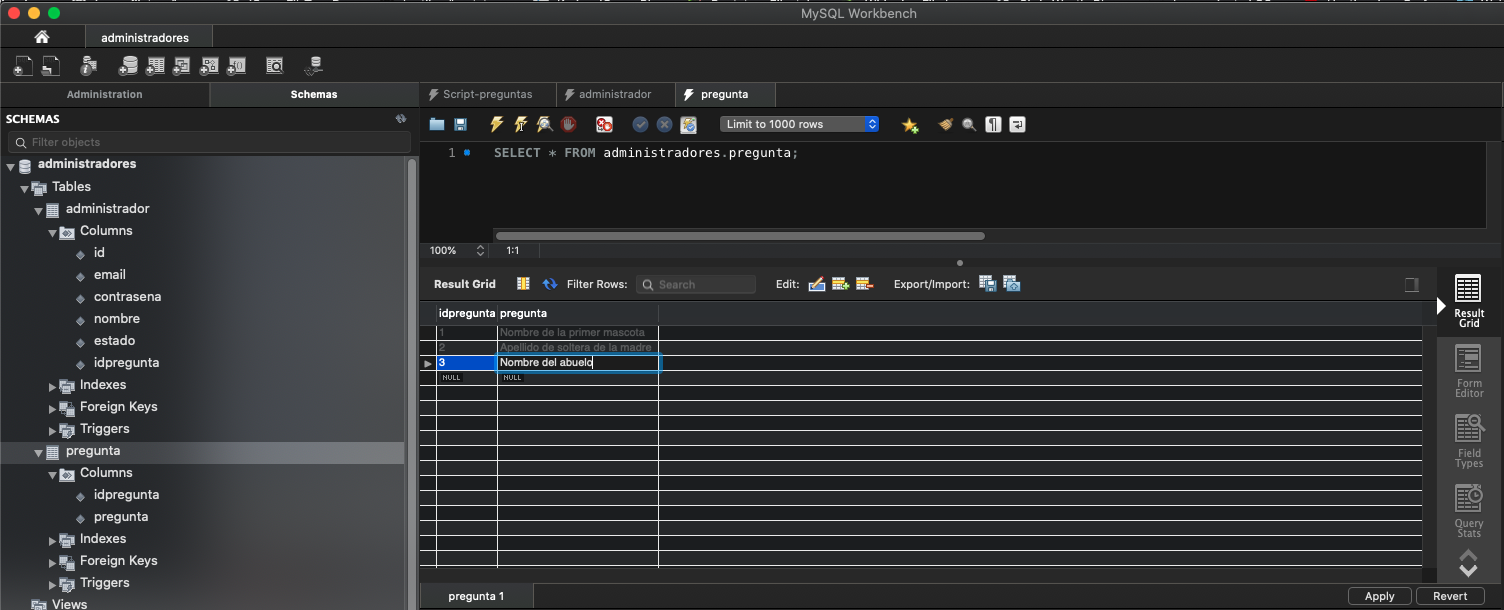 MySQL Workbench
administradores
Administration
Schemas
Script-preguntas
administrador
pregunta
SCHEMAS
Filter objects
Limit to 1000 rows
1
SELECT * FROM administradores.pregunta;
administradores
Tables
administrador
Columns
id
email
contrasena
nombre
estado
idpregunta
Indexes
Foreign Keys
Triggers
pregunta
Columns
idpregunta
pregunta
Indexes
Foreign Keys
Triggers
Views
100%
1:1
Result Grid
Filter Rows:
Search
Edit:
Export/Import:
idpregunta pregunta
1 Nombre de la primer mascota
2 Apellido de soltera de la madre
3 Nombre del abuelo
NULL NULL
Result
Grid
Form
Editor
Field
Types
Query
Stats
pregunta 1
Apply
Revert